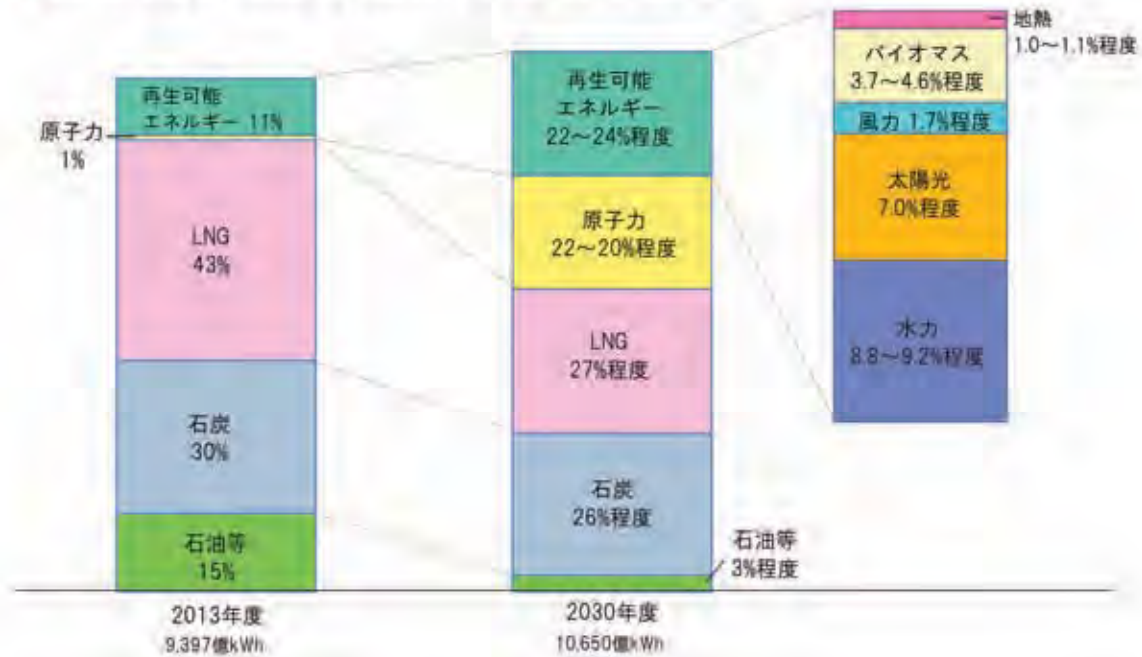 再生可能
エネルギー 11%
原子力
1%
LNG
43%
石炭
30%
石油等
15%
2013年度
9,397億kWh
再生可能
エネルギー
22～24%程度
原子力
22～20%程度
LNG
27%程度
石炭
26%程度
石油等
3%程度
2030年度
10,650億kWh
地熱
1.0～1.1%程度
バイオマス
3.7～4.6%程度
風力 1.7%程度
太陽光
7.0%程度
水力
8.8～9.2%程度